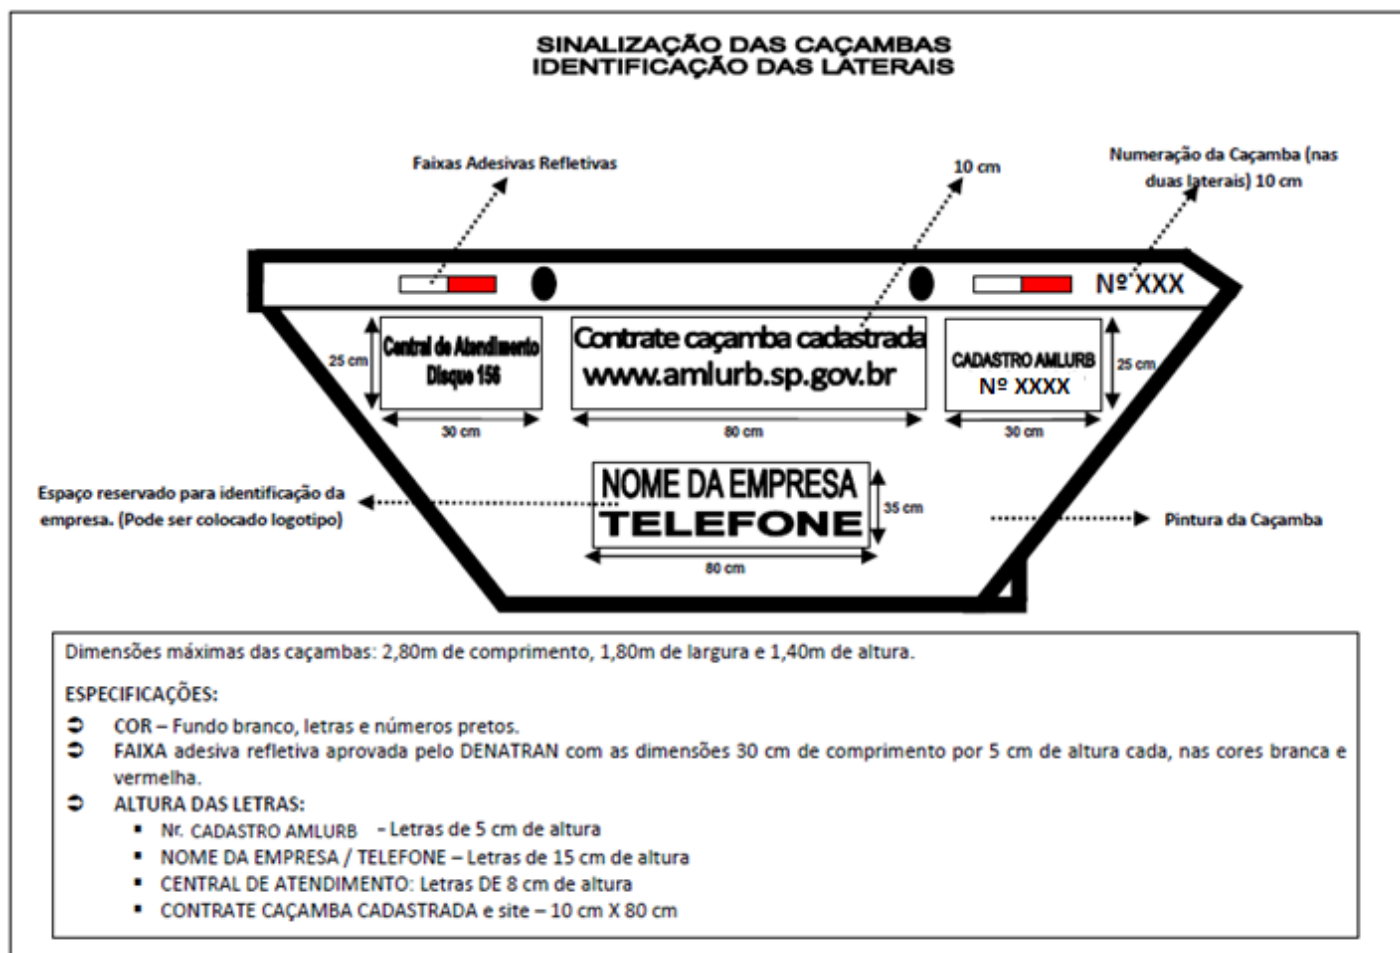 SINALIZAÇÃO DAS CAÇAMBAS
IDENTIFICAÇÃO DAS LATERAIS
Faixas Adesivas Refletivas
10 cm
Numeração da Caçamba (nas
duas laterais) 10 cm
Nº XXX
25 cm
Central de Atendimento
Disque 156
30 cm
Contrate caçamba cadastrada
www.amlurb.sp.gov.br
80 cm
CADASTRO AMLURB
Nº XXXX
25 cm
30 cm
Espaço reservado para identificação da
empresa. (Pode ser colocado logotipo)
NOME DA EMPRESA
TELEFONE
35 cm
80 cm
Pintura da Caçamba
Dimensões máximas das caçambas: 2,80m de comprimento, 1,80m de largura e 1,40m de altura.
ESPECIFICAÇÕES:
➲ COR – Fundo branco, letras e números pretos.
➲ FAIXA adesiva refletiva aprovada pelo DENATRAN com as dimensões 30 cm de comprimento por 5 cm de altura cada, nas cores branca e
vermelha.
➲ ALTURA DAS LETRAS:
▪ Nr. CADASTRO AMLURB - Letras de 5 cm de altura
▪ NOME DA EMPRESA / TELEFONE – Letras de 15 cm de altura
▪ CENTRAL DE ATENDIMENTO: Letras DE 8 cm de altura
▪ CONTRATE CAÇAMBA CADASTRADA e site – 10 cm X 80 cm